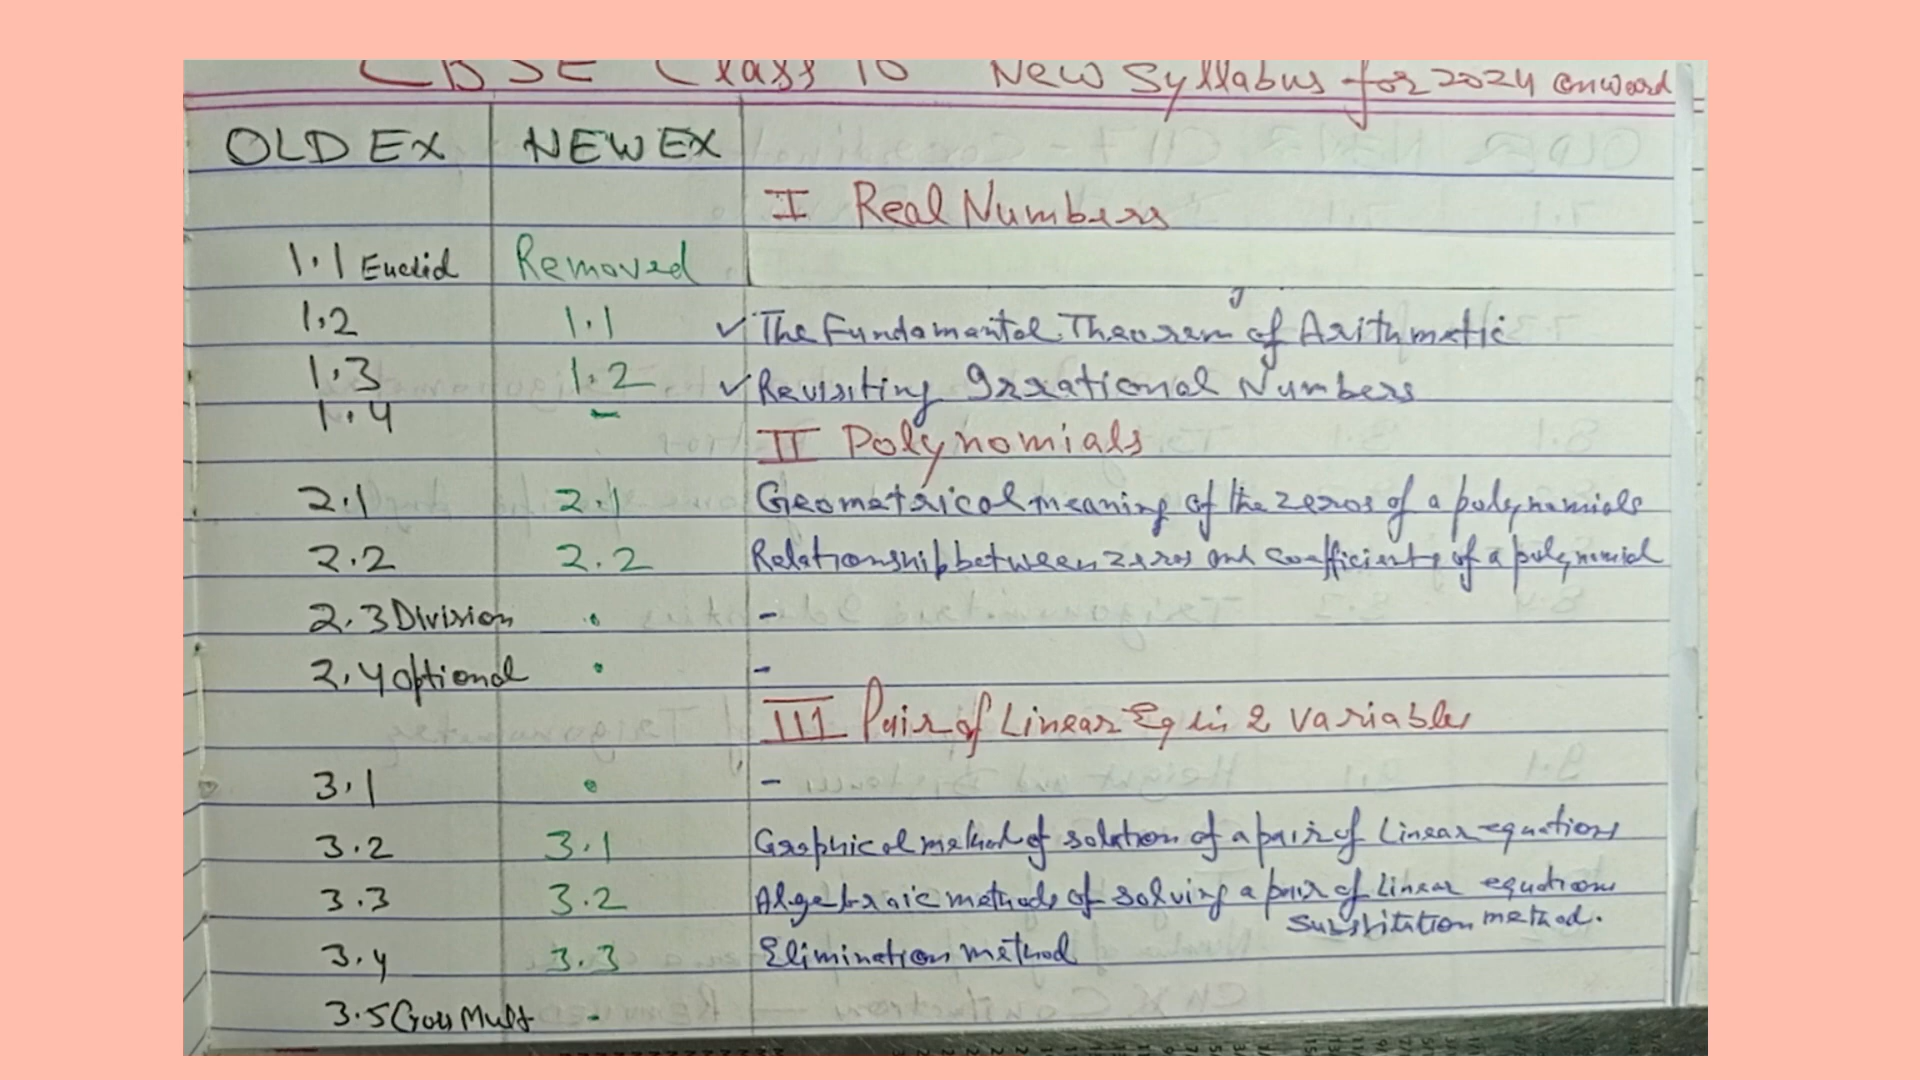 CBSE Class 10 New Syllabus for 2024 onward
OLD EX NEW EX
I Real Numbers
1.1 Euclid Removed
1.2 1.1 ✓ The Fundamental Theorem of Arithmetic
1.3 1.2 ✓ Revisiting Irrational Numbers
1.4 -
II Polynomials
2.1 2.1 Geometrical meaning of the zeros of a polynomials
2.2 2.2 Relationship between zeros and coefficients of a polynomial
2.3 Division . -
2.4 Optional . -
III Pair of Linear Eq in 2 variables
3.1 . -
3.2 3.1 Graphical method of solution of a pair of Linear equations
3.3 3.2 Algebraic methods of solving a pair of linear equations
substitution method.
3.4 3.3 Elimination method
3.5 Cross Mult -